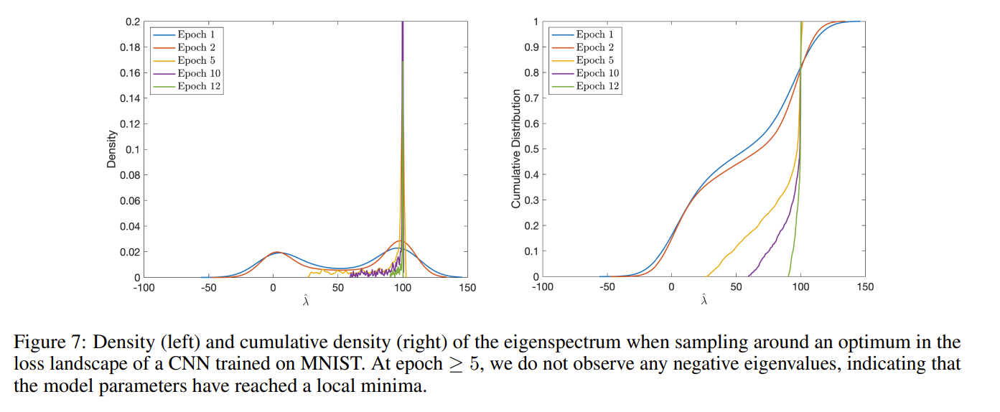 0.2
0.18
0.16
0.14
0.12
0.1
0.08
0.06
0.04
0.02
0
Density
Epoch 1
Epoch 2
Epoch 5
Epoch 10
Epoch 12
-100 -50 0 50 100 150
λ̂
1
0.9
0.8
0.7
0.6
0.5
0.4
0.3
0.2
0.1
0
Cumulative Distribution
Epoch 1
Epoch 2
Epoch 5
Epoch 10
Epoch 12
-100 -50 0 50 100 150
λ̂
Figure 7: Density (left) and cumulative density (right) of the eigenspectrum when sampling around an optimum in the
loss landscape of a CNN trained on MNIST. At epoch ≥ 5, we do not observe any negative eigenvalues, indicating that
the model parameters have reached a local minima.